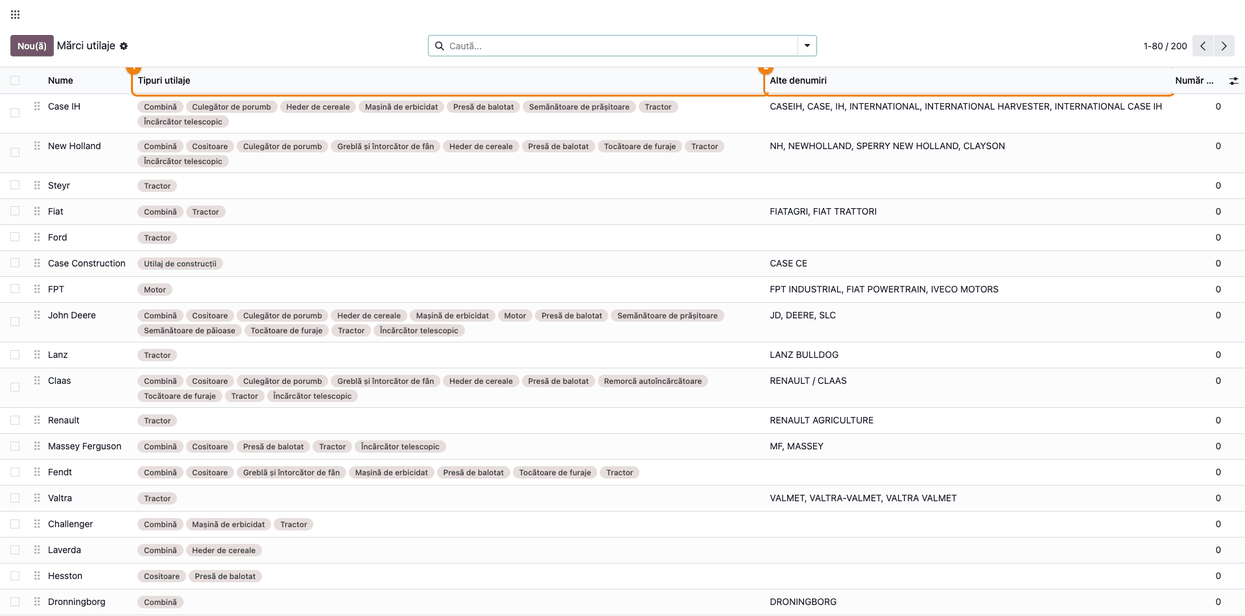 Nou(ă) Mărci utilaje Caută... 1-80 / 200
Nume Tipuri utilaje Alte denumiri Număr ...
Case IH Combină Culegător de porumb Heder de cereale Mașină de erbicidat Presă de balotat Semănătoare de prășitoare Tractor CASEIH, CASE, IH, INTERNATIONAL, INTERNATIONAL HARVESTER, INTERNATIONAL CASE IH 0
Încărcător telescopic
New Holland Combină Cositoare Culegător de porumb Greblă și întorcător de fân Heder de cereale Presă de balotat Tocătoare de furaje Tractor NH, NEWHOLLAND, SPERRY NEW HOLLAND, CLAYSON 0
Încărcător telescopic
Steyr Tractor 0
Fiat Combină Tractor FIATAGRI, FIAT TRATTORI 0
Ford Tractor 0
Case Construction Utilaj de construcții CASE CE 0
FPT Motor FPT INDUSTRIAL, FIAT POWERTRAIN, IVECO MOTORS 0
John Deere Combină Cositoare Culegător de porumb Heder de cereale Mașină de erbicidat Motor Presă de balotat Semănătoare de prășitoare JD, DEERE, SLC 0
Semănătoare de păioase Tocătoare de furaje Tractor Încărcător telescopic
Lanz Tractor LANZ BULLDOG 0
Claas Combină Cositoare Culegător de porumb Greblă și întorcător de fân Heder de cereale Presă de balotat Remorcă autoîncărcătoare RENAULT / CLAAS 0
Tocătoare de furaje Tractor Încărcător telescopic
Renault Tractor RENAULT AGRICULTURE 0
Massey Ferguson Combină Cositoare Presă de balotat Tractor Încărcător telescopic MF, MASSEY 0
Fendt Combină Cositoare Greblă și întorcător de fân Mașină de erbicidat Presă de balotat Tocătoare de furaje Tractor 0
Valtra Tractor VALMET, VALTRA-VALMET, VALTRA VALMET 0
Challenger Combină Mașină de erbicidat Tractor 0
Laverda Combină Heder de cereale 0
Hesston Cositoare Presă de balotat 0
Dronningborg Combină DRONINGBORG 0